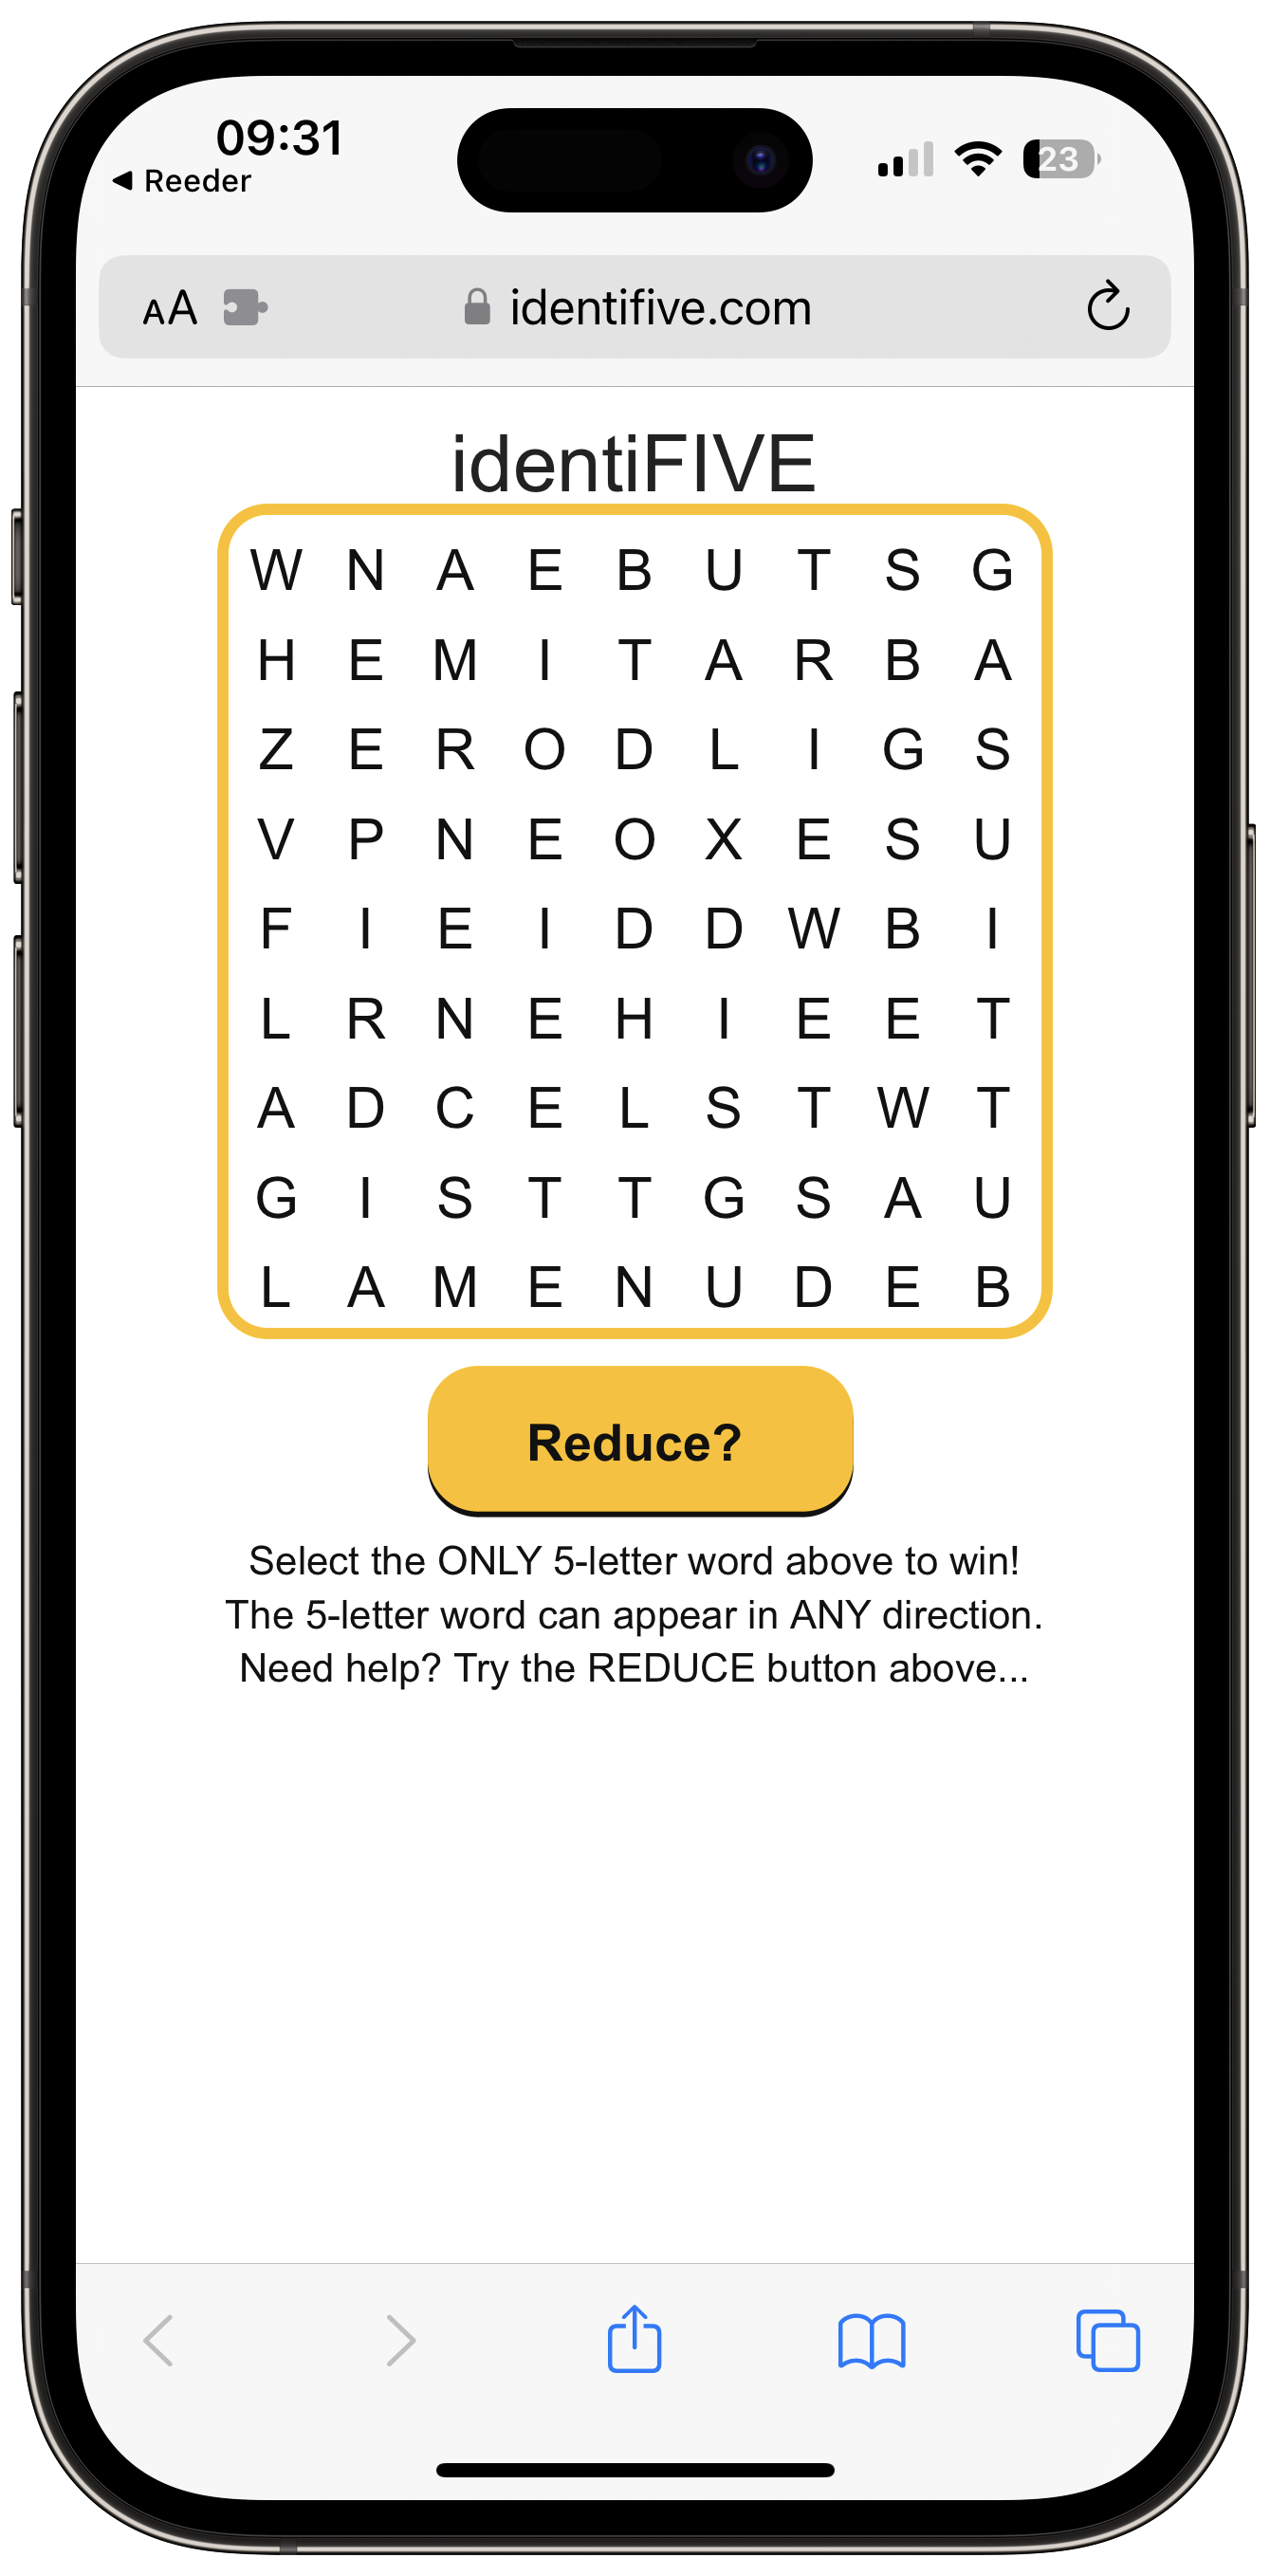 09:31
◀ Reeder
23
AA identifive.com
identiFIVE
W N A E B U T S G
H E M I T A R B A
Z E R O D L I G S
V P N E O X E S U
F I E I D D W B I
L R N E H I E E T
A D C E L S T W T
G I S T T G S A U
L A M E N U D E B
Reduce?
Select the ONLY 5-letter word above to win!
The 5-letter word can appear in ANY direction.
Need help? Try the REDUCE button above...